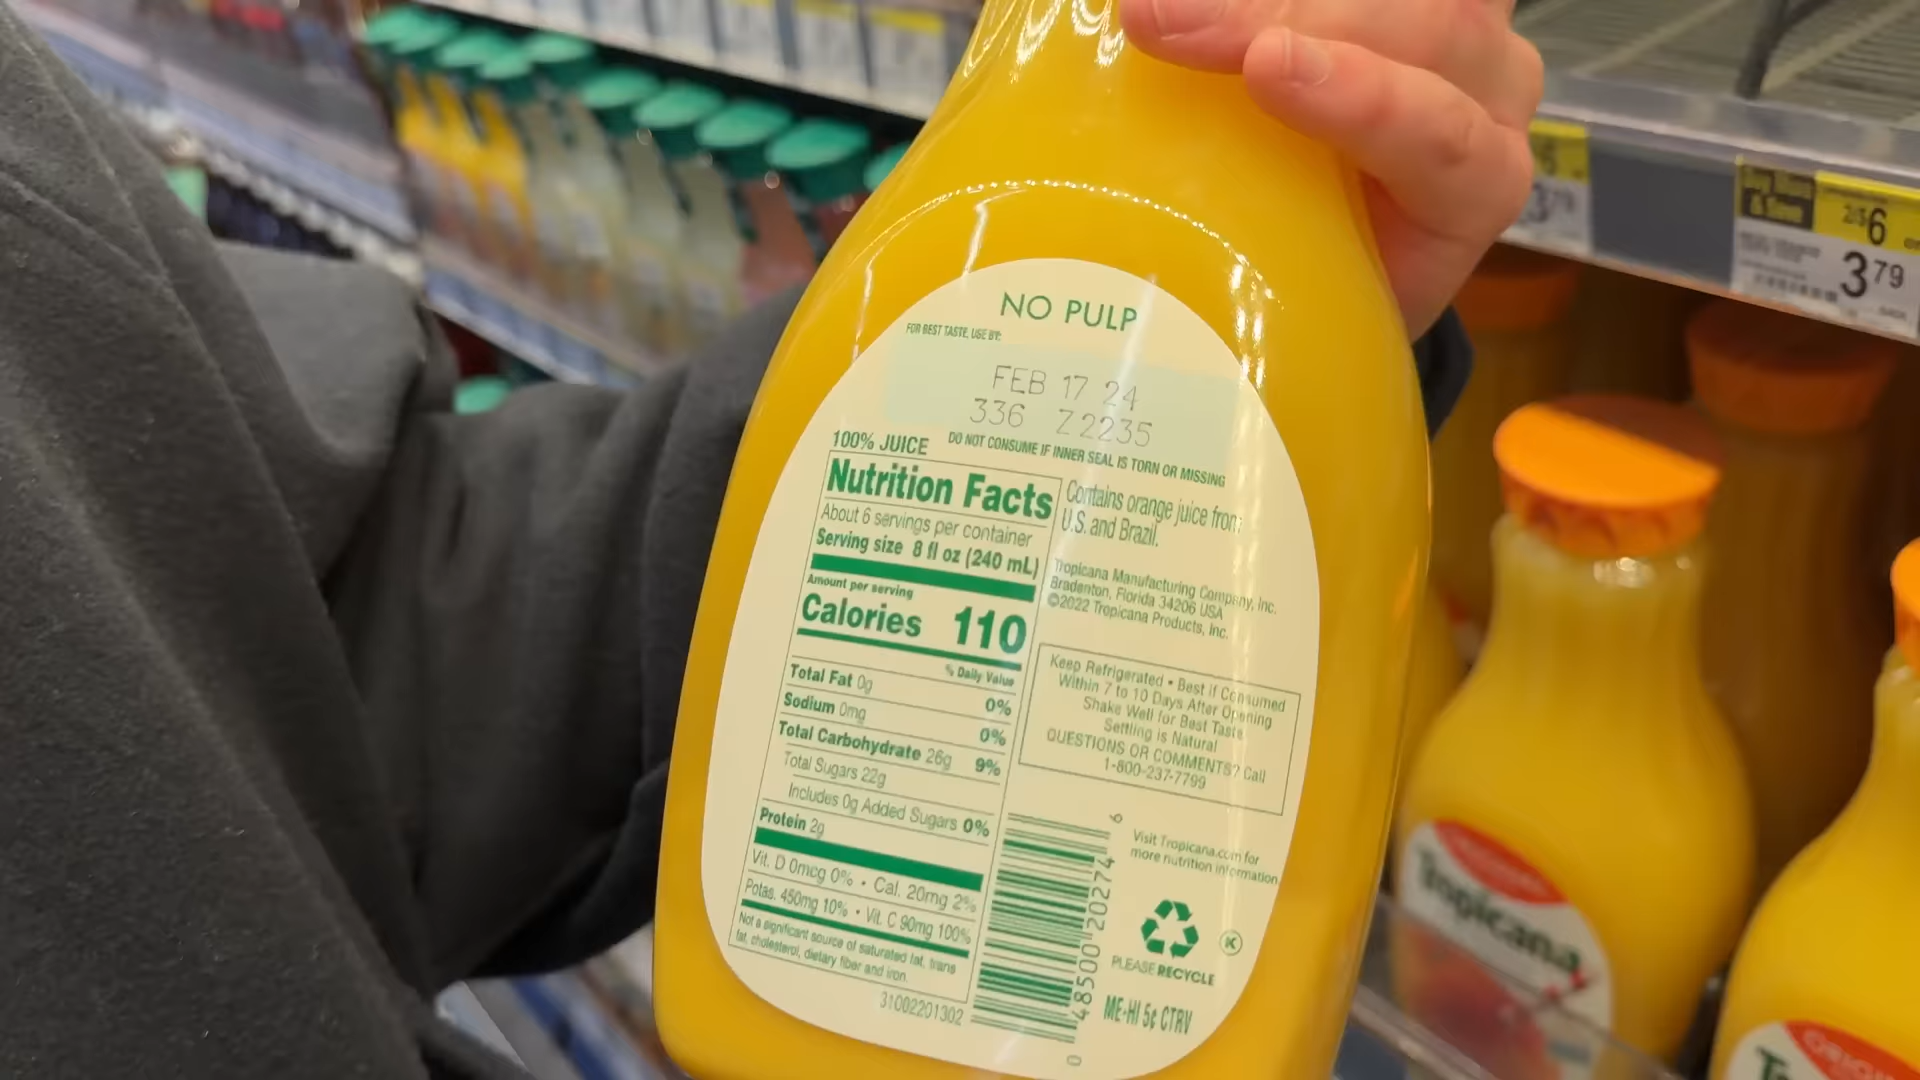 NO PULP
FOR BEST TASTE, USE BY:
FEB 17 24
336 Z2235
100% JUICE
DO NOT CONSUME IF INNER SEAL IS TORN OR MISSING
Nutrition Facts
About 6 servings per container
Serving size 8 fl oz (240 mL)
Amount per serving
Calories 110
% Daily Value
Total Fat 0g 0%
Sodium 0mg 0%
Total Carbohydrate 26g 9%
Total Sugars 22g
Includes 0g Added Sugars 0%
Protein 2g
Vit. D 0mcg 0% • Cal. 20mg 2%
Potas. 450mg 10% • Vit. C 90mg 100%
Not a significant source of saturated fat, trans
fat, cholesterol, dietary fiber and iron.
31002201302
Contains orange juice from
U.S. and Brazil.
Tropicana Manufacturing Company, Inc.
Bradenton, Florida 34206 USA
©2022 Tropicana Products, Inc.
Keep Refrigerated • Best if Consumed
Within 7 to 10 Days After Opening
Shake Well for Best Taste
Settling is Natural
QUESTIONS OR COMMENTS? Call
1-800-237-7799
0 48500 20274 6
Visit Tropicana.com for
more nutrition information.
K
PLEASE RECYCLE
ME-HI 5¢ CTRV
2/$6
3 79
Tropicana
ORIGINAL